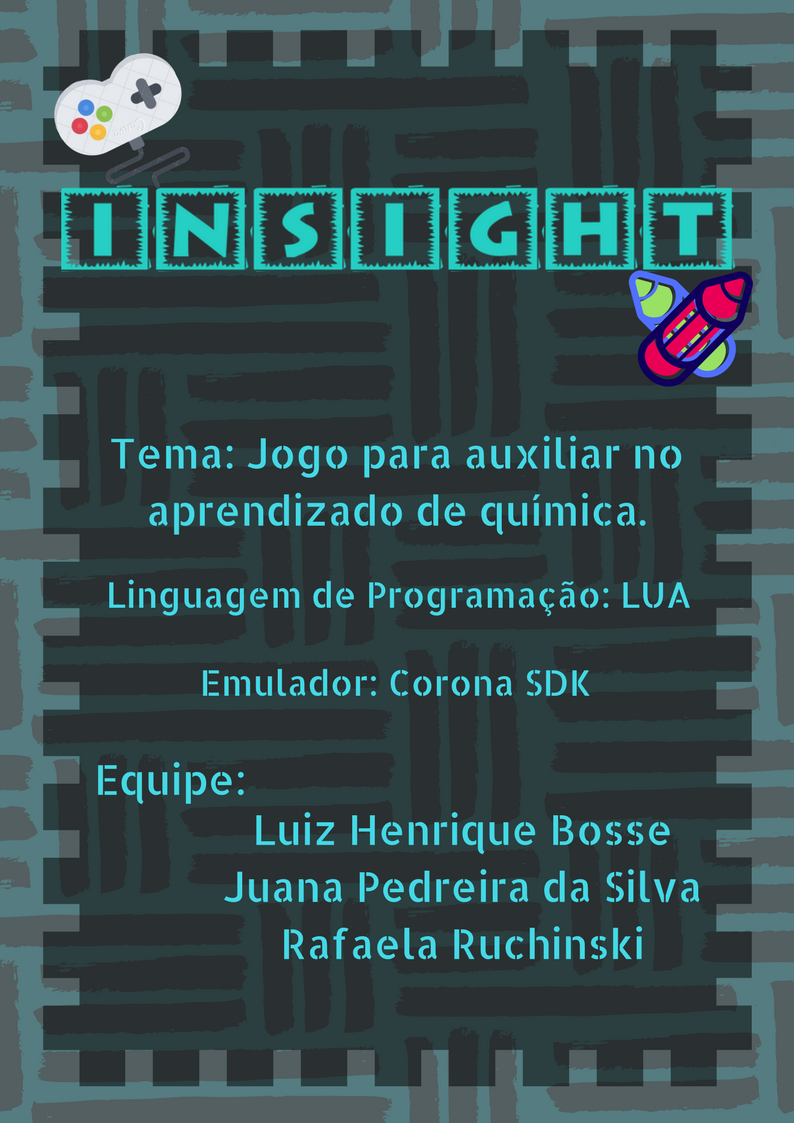 INSIGHT
Tema: Jogo para auxiliar no
aprendizado de química.
Linguagem de Programação: LUA
Emulador: Corona SDK
Equipe:
Luiz Henrique Bosse
Juana Pedreira da Silva
Rafaela Ruchinski